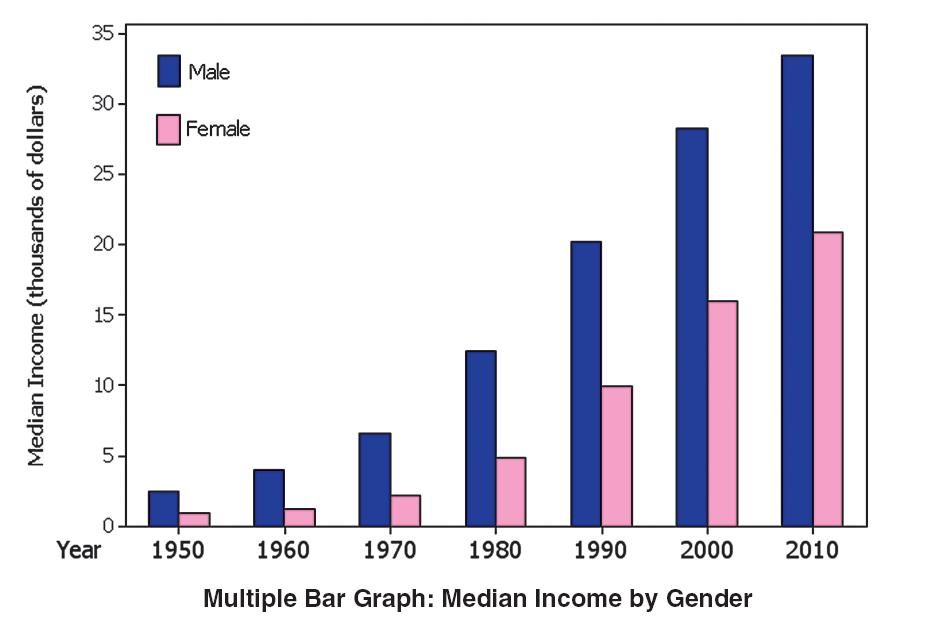 35
30
25
20
15
10
5
0
Median Income (thousands of dollars)
Male
Female
Year 1950 1960 1970 1980 1990 2000 2010
Multiple Bar Graph: Median Income by Gender